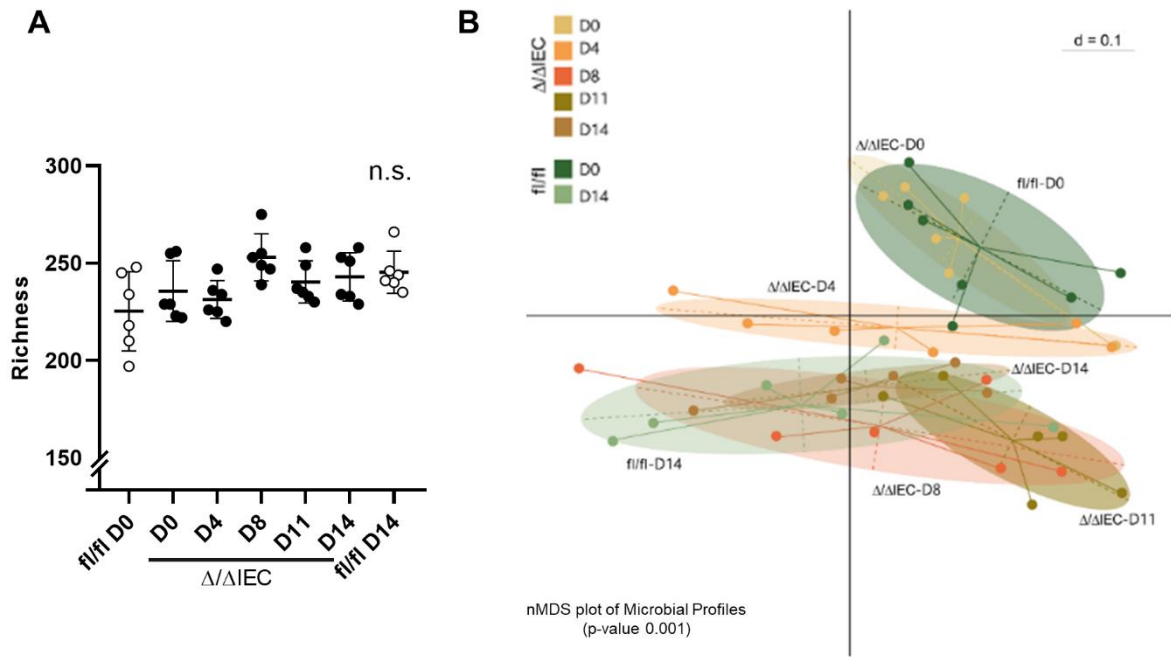 A
Richness
300
250
200
150
n.s.
fl/fl D0
D0
D4
D8
D11
D14
fl/fl D14
Δ/ΔIEC
B
Δ/ΔIEC
D0
D4
D8
D11
D14
fl/fl
D0
D14
d = 0.1
Δ/ΔIEC-D0
fl/fl-D0
Δ/ΔIEC-D4
Δ/ΔIEC-D14
fl/fl-D14
Δ/ΔIEC-D8
Δ/ΔIEC-D11
nMDS plot of Microbial Profiles
(p-value 0.001)